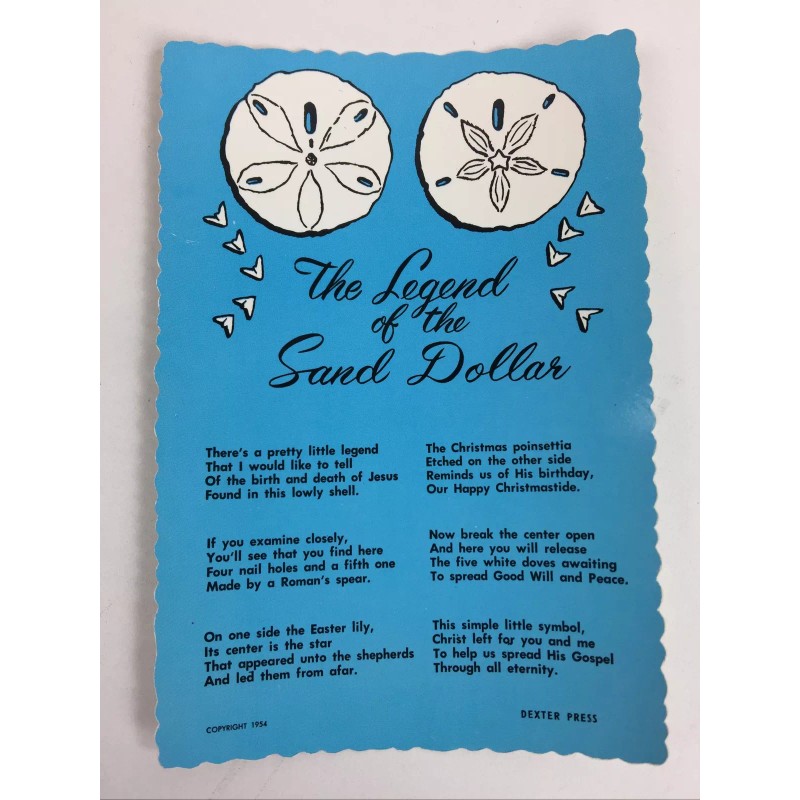 The Legend
of the
Sand Dollar
There's a pretty little legend
That I would like to tell
Of the birth and death of Jesus
Found in this lowly shell.
If you examine closely,
You'll see that you find here
Four nail holes and a fifth one
Made by a Roman's spear.
On one side the Easter lily,
Its center is the star
That appeared unto the shepherds
And led them from afar.
The Christmas poinsettia
Etched on the other side
Reminds us of His birthday,
Our Happy Christmastide.
Now break the center open
And here you will release
The five white doves awaiting
To spread Good Will and Peace.
This simple little symbol,
Christ left for you and me
To help us spread His Gospel
Through all eternity.
COPYRIGHT 1954
DEXTER PRESS